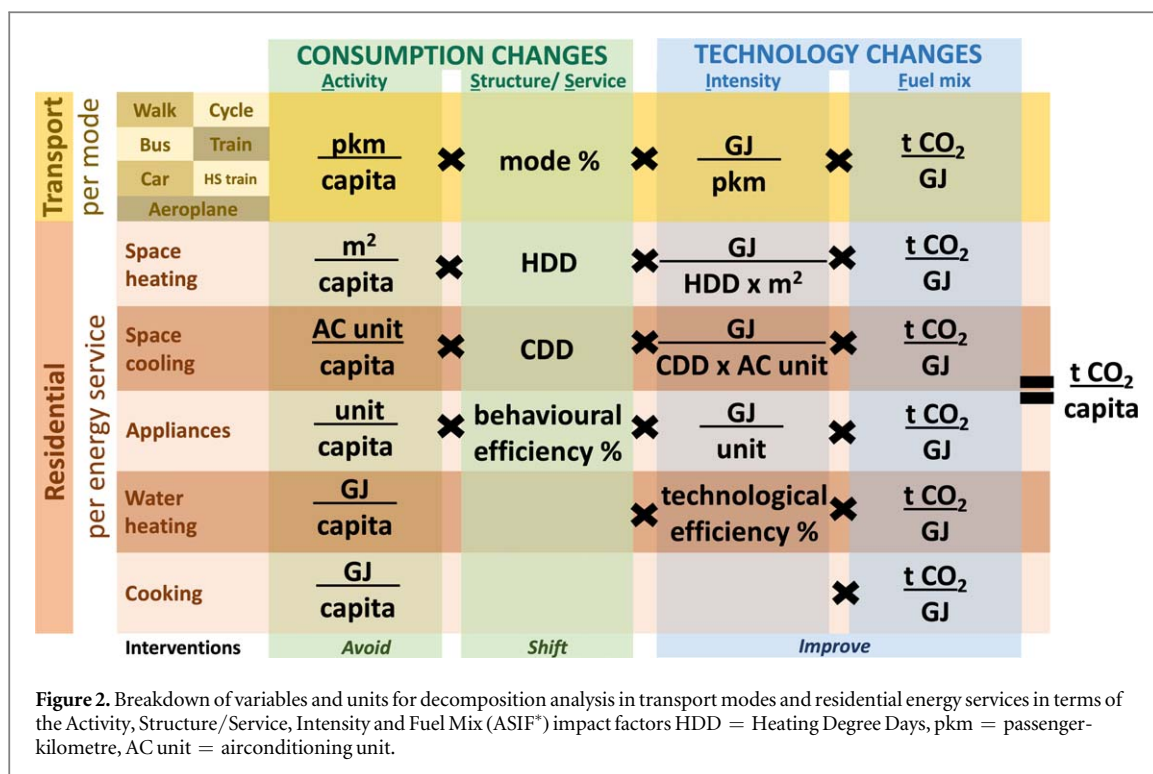 CONSUMPTION CHANGES
TECHNOLOGY CHANGES
Activity
Structure/ Service
Intensity
Fuel mix
Transport
per mode
Walk
Cycle
Bus
Train
Car
HS train
Aeroplane
pkm
capita
✖
mode %
✖
GJ
pkm
✖
t CO₂
GJ
Residential
per energy service
Space
heating
m²
capita
✖
HDD
✖
GJ
HDD x m²
✖
t CO₂
GJ
Space
cooling
AC unit
capita
✖
CDD
✖
GJ
CDD x AC unit
✖
t CO₂
GJ
Appliances
unit
capita
✖
behavioural
efficiency %
✖
GJ
unit
✖
t CO₂
GJ
Water
heating
GJ
capita
✖
technological
efficiency %
✖
t CO₂
GJ
Cooking
GJ
capita
✖
t CO₂
GJ
=
t CO₂
capita
Interventions
Avoid
Shift
Improve
Figure 2. Breakdown of variables and units for decomposition analysis in transport modes and residential energy services in terms of
the Activity, Structure/Service, Intensity and Fuel Mix (ASIF*) impact factors HDD = Heating Degree Days, pkm = passenger-
kilometre, AC unit = airconditioning unit.